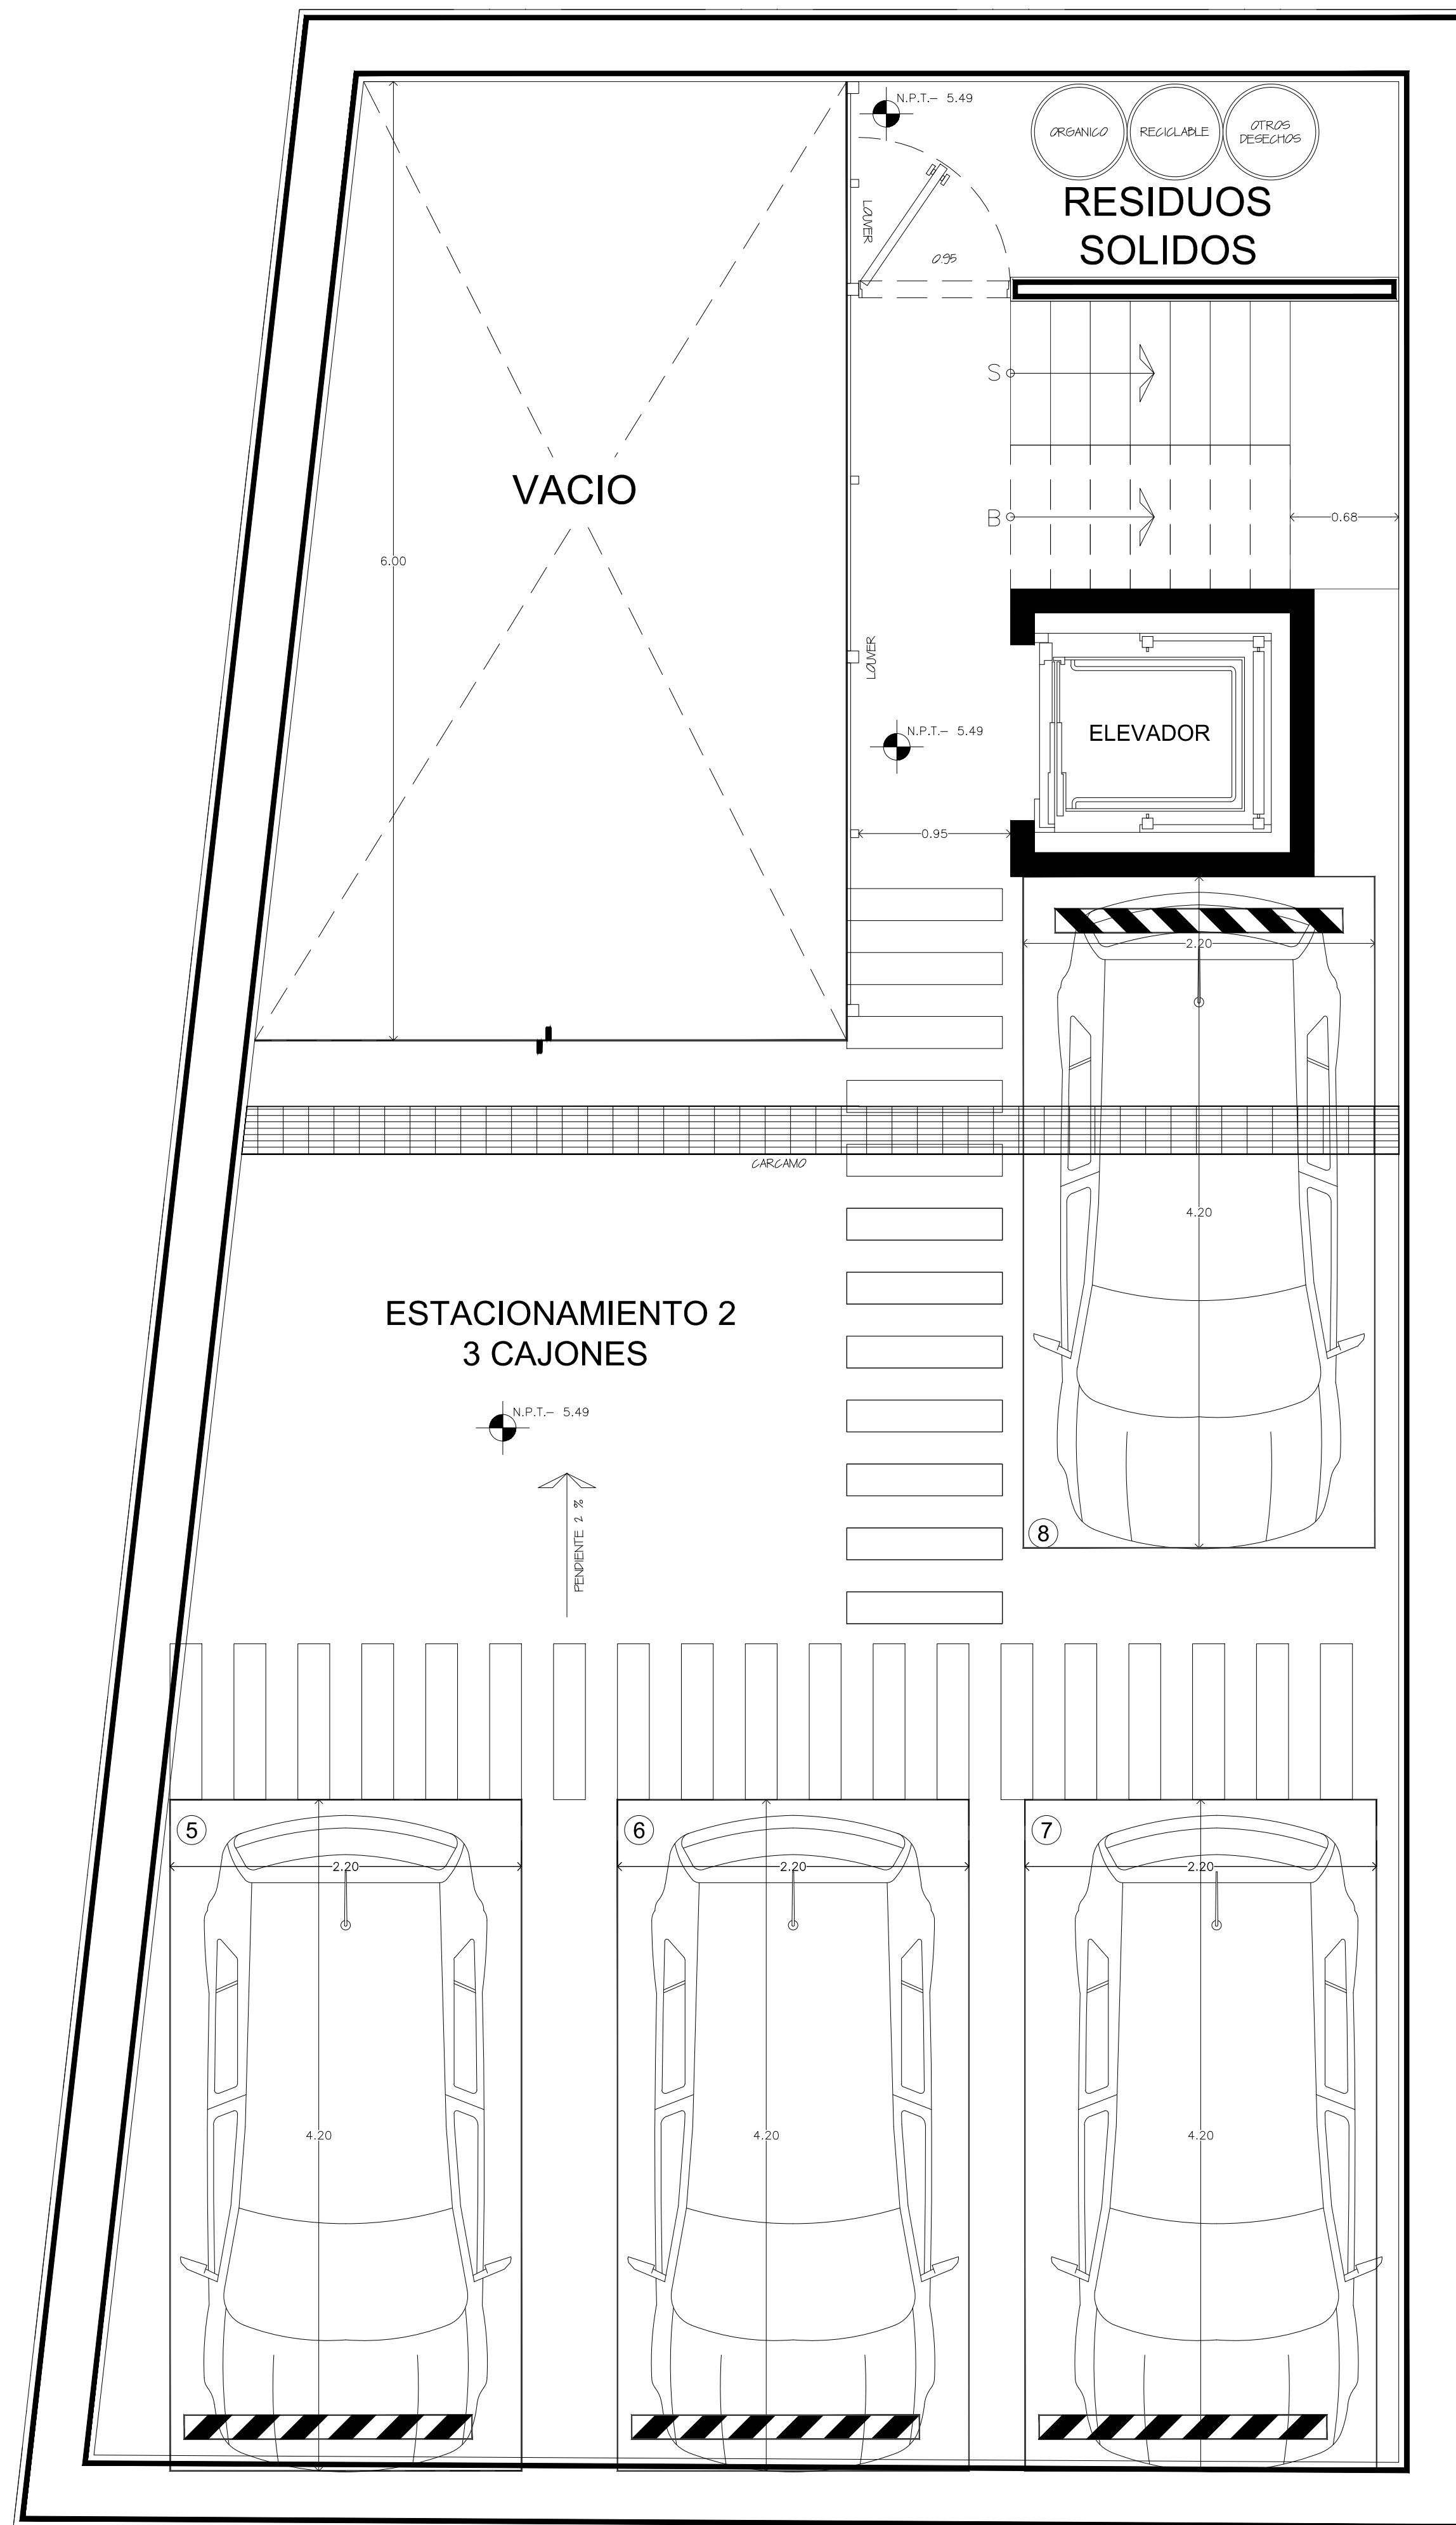 N.P.T.- 5.49
ORGANICO
RECICLABLE
OTROS
DESECHOS
RESIDUOS
SOLIDOS
LOUVER
0.95
S
VACIO
B
0.68
6.00
LOUVER
N.P.T.- 5.49
ELEVADOR
0.95
2.20
CARCAMO
4.20
ESTACIONAMIENTO 2
3 CAJONES
N.P.T.- 5.49
PENDIENTE 2 %
8
5
6
7
2.20
2.20
2.20
4.20
4.20
4.20